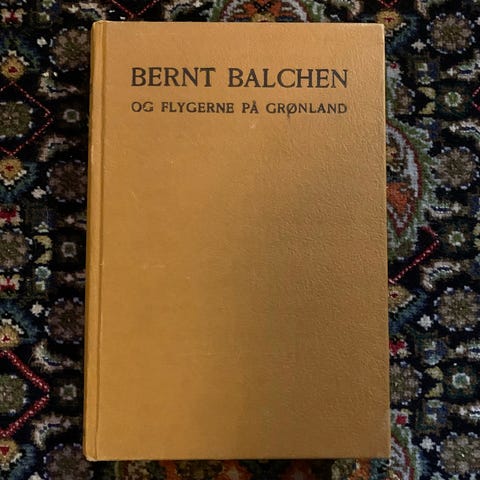 BERNT BALCHEN
OG FLYGERNE PÅ GRØNLAND